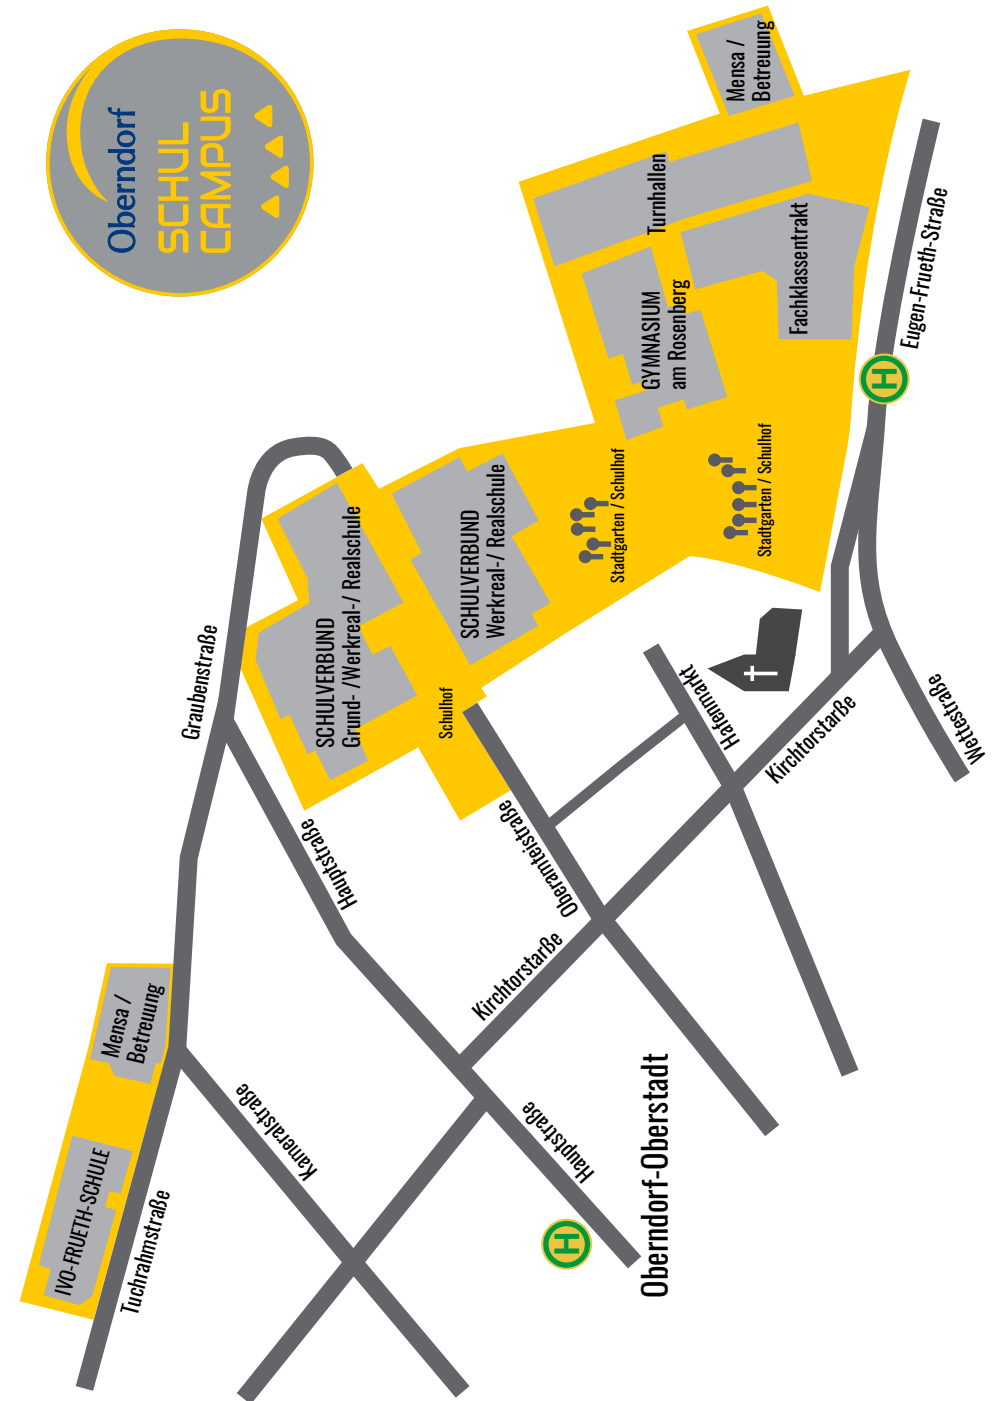 Oberndorf
SCHUL
CAMPUS
Mensa /
Betreuung
Turnhallen
Fachklassentrakt
GYMNASIUM
am Rosenberg
Eugen-Frueth-Straße
H
Stadtgarten / Schulhof
Stadtgarten / Schulhof
SCHULVERBUND
Werkreal-/ Realschule
SCHULVERBUND
Grund- /Werkreal-/ Realschule
Schulhof
Graubenstraße
Hafenmarkt
Kirchtorstarße
Wettestraße
Hauptstraße
Oberamteistraße
Kirchtorstarße
Mensa /
Betreuung
IVO-FRUETH-SCHULE
Tuchrahmstraße
Kameralstraße
Hauptstraße
H
Oberndorf-Oberstadt